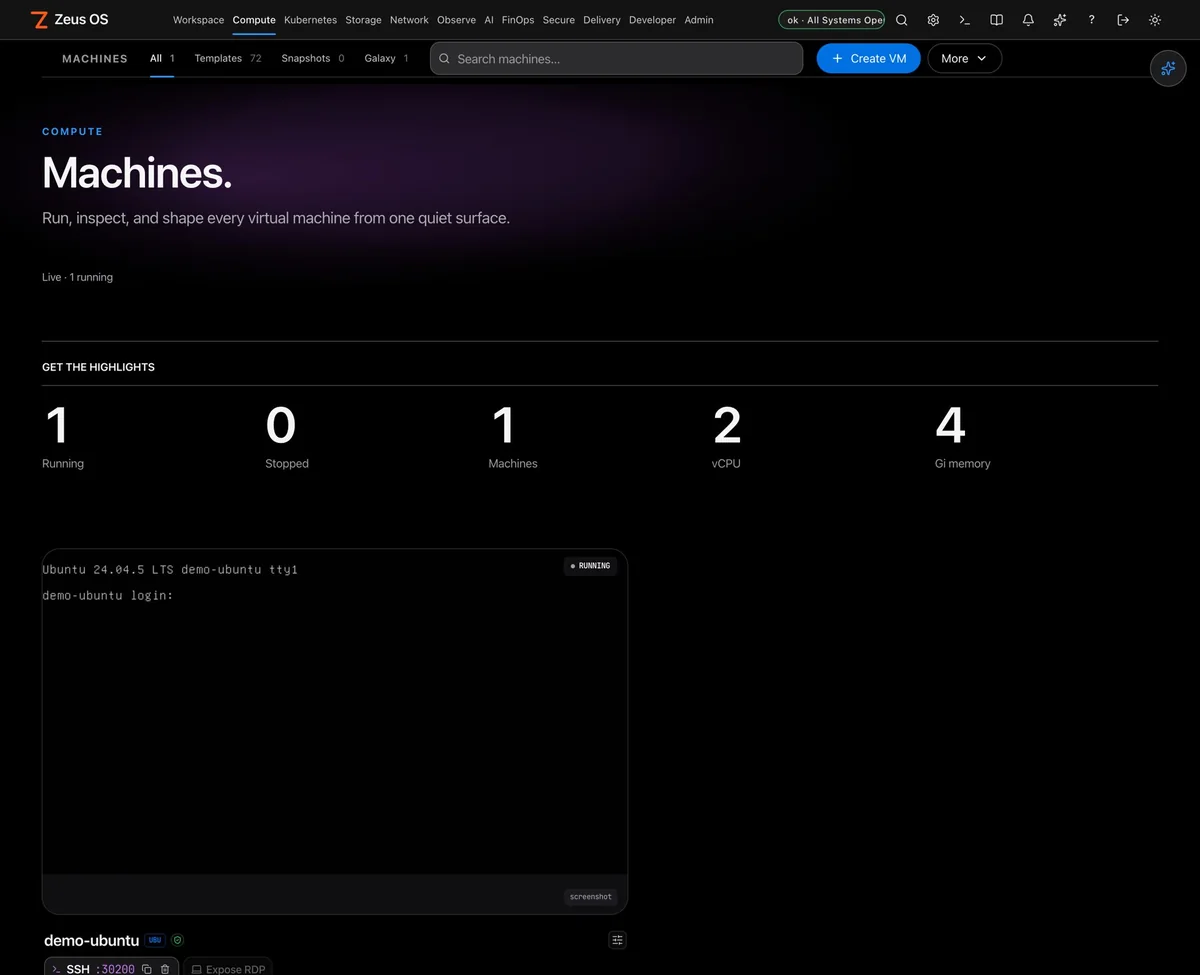 Zeus OS
Workspace Compute Kubernetes Storage Network Observe AI FinOps Secure Delivery Developer Admin
ok · All Systems Ope
MACHINES All 1 Templates 72 Snapshots 0 Galaxy 1 Search machines... + Create VM More
COMPUTE
Machines.
Run, inspect, and shape every virtual machine from one quiet surface.
Live · 1 running
GET THE HIGHLIGHTS
1 0 1 2 4
Running Stopped Machines vCPU Gi memory
Ubuntu 24.04.5 LTS demo-ubuntu tty1
RUNNING
demo-ubuntu login:
screenshot
demo-ubuntu UBU
SSH :30200 Expose RDP